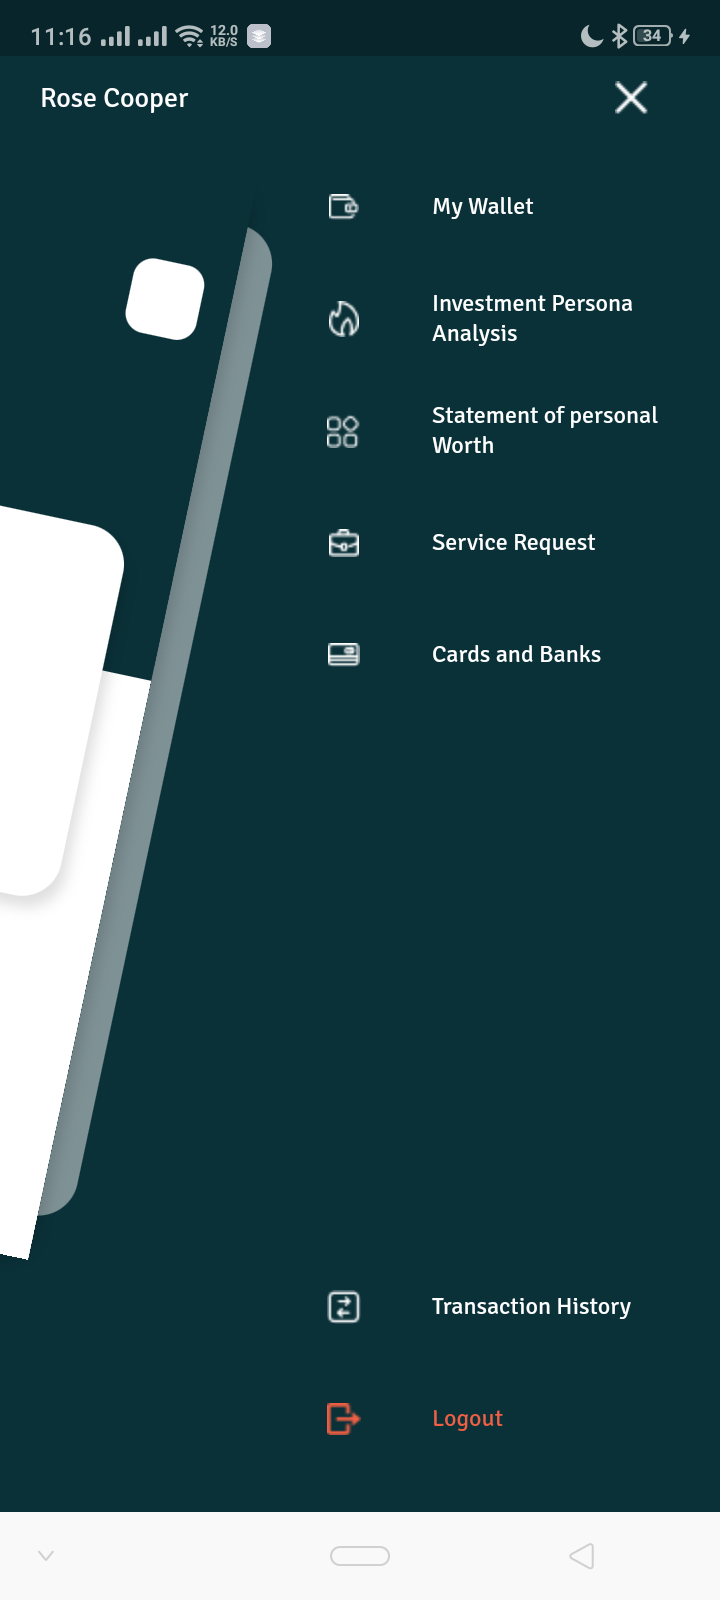 11:16 12.0 KB/S 34
Rose Cooper
My Wallet
Investment Persona
Analysis
Statement of personal
Worth
Service Request
Cards and Banks
Transaction History
Logout